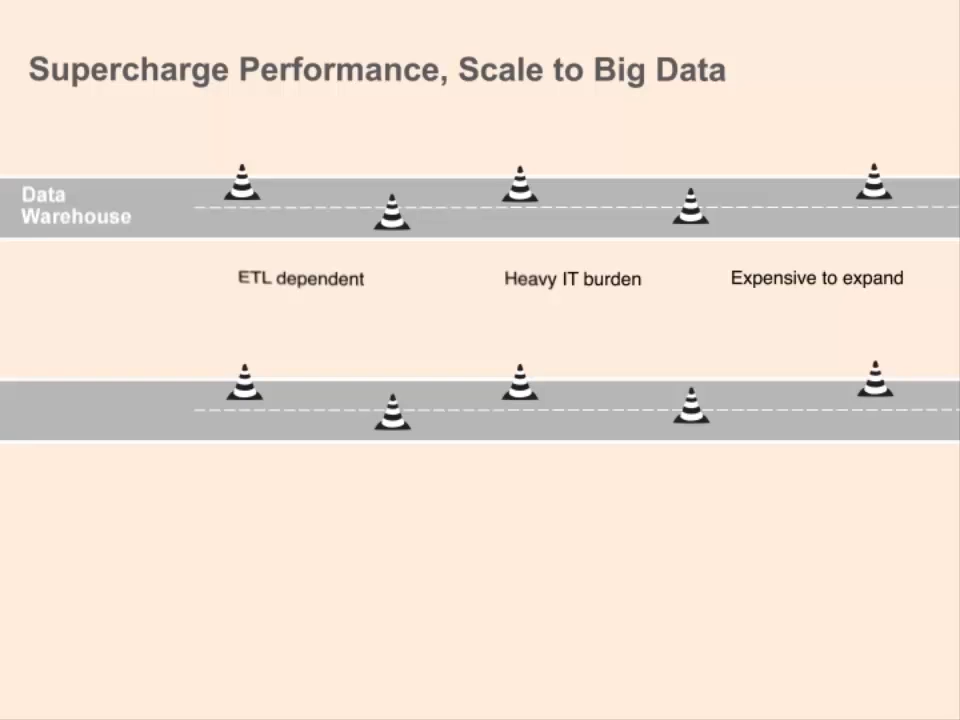 Supercharge Performance, Scale to Big Data
Data
Warehouse
ETL dependent
Heavy IT burden
Expensive to expand